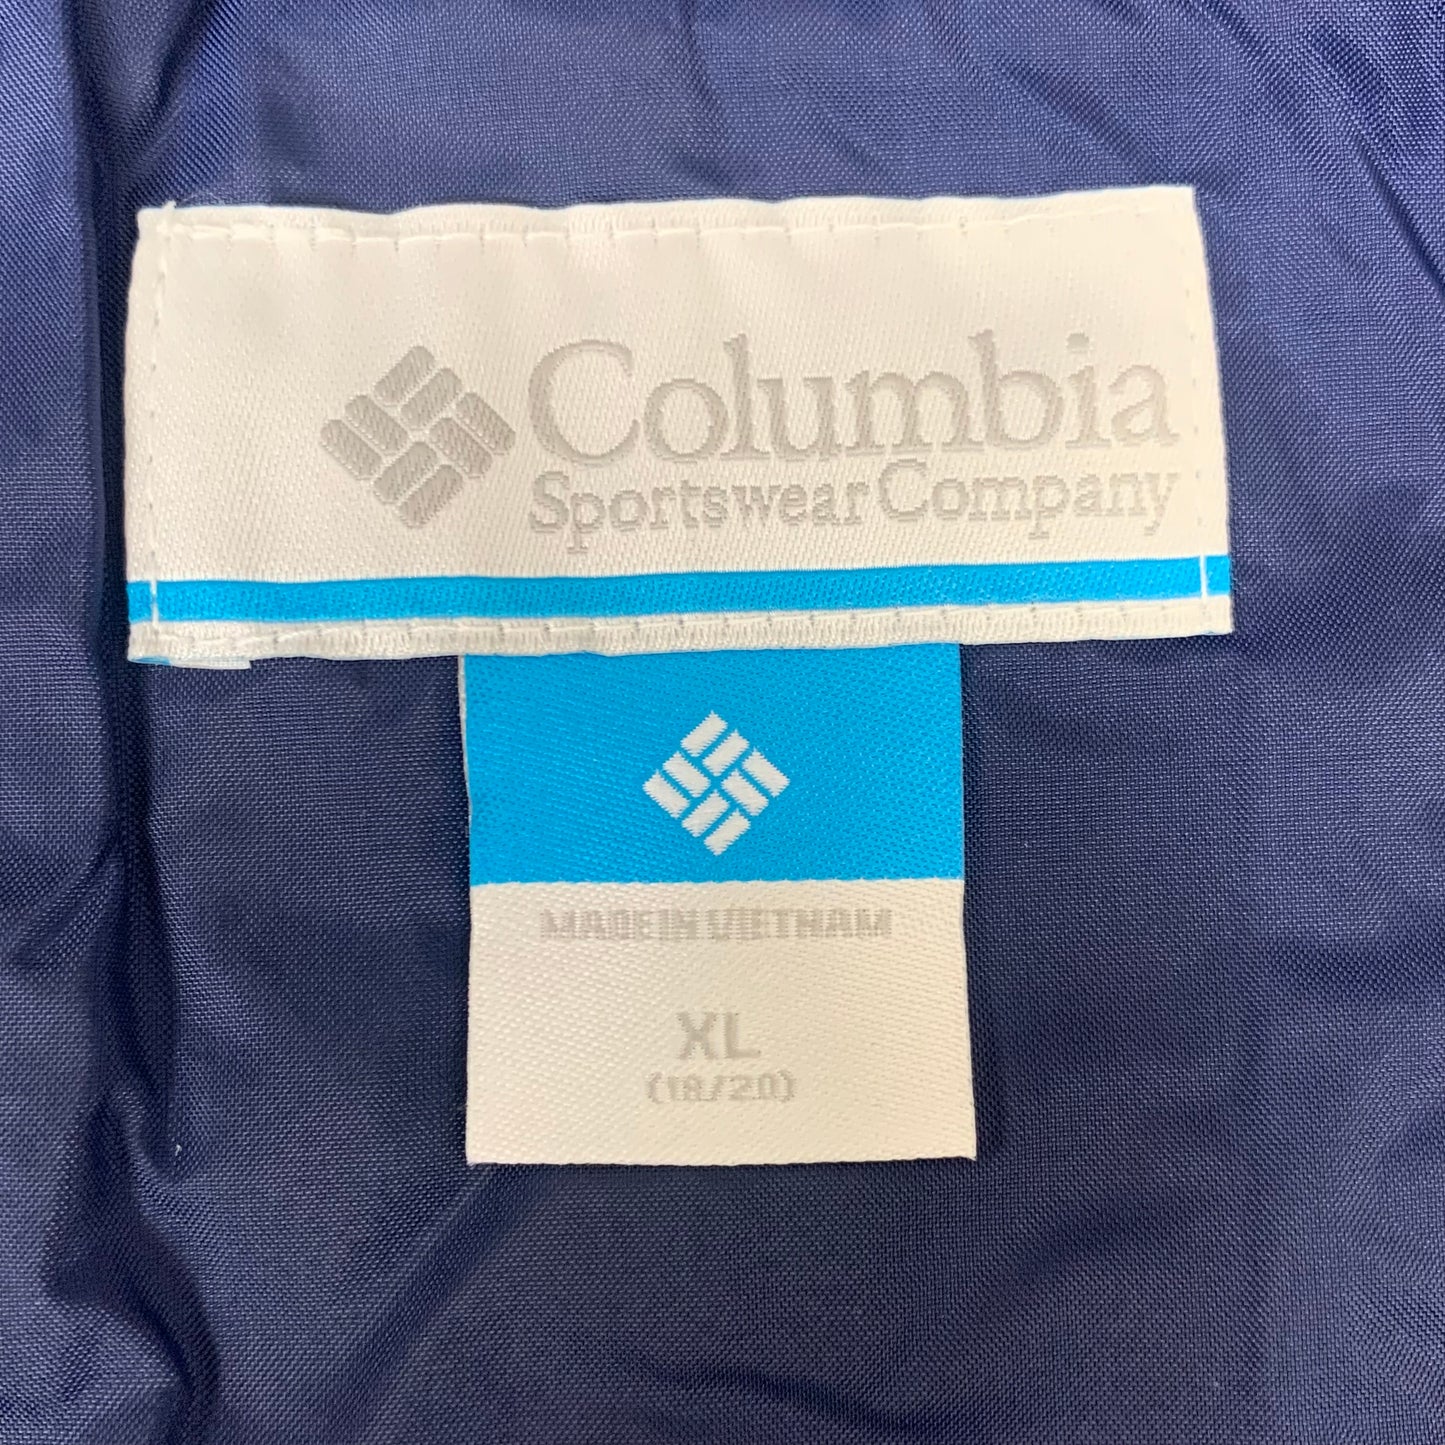 Columbia
Sportswear Company
MADE IN VIETNAM
XL
(18/20)